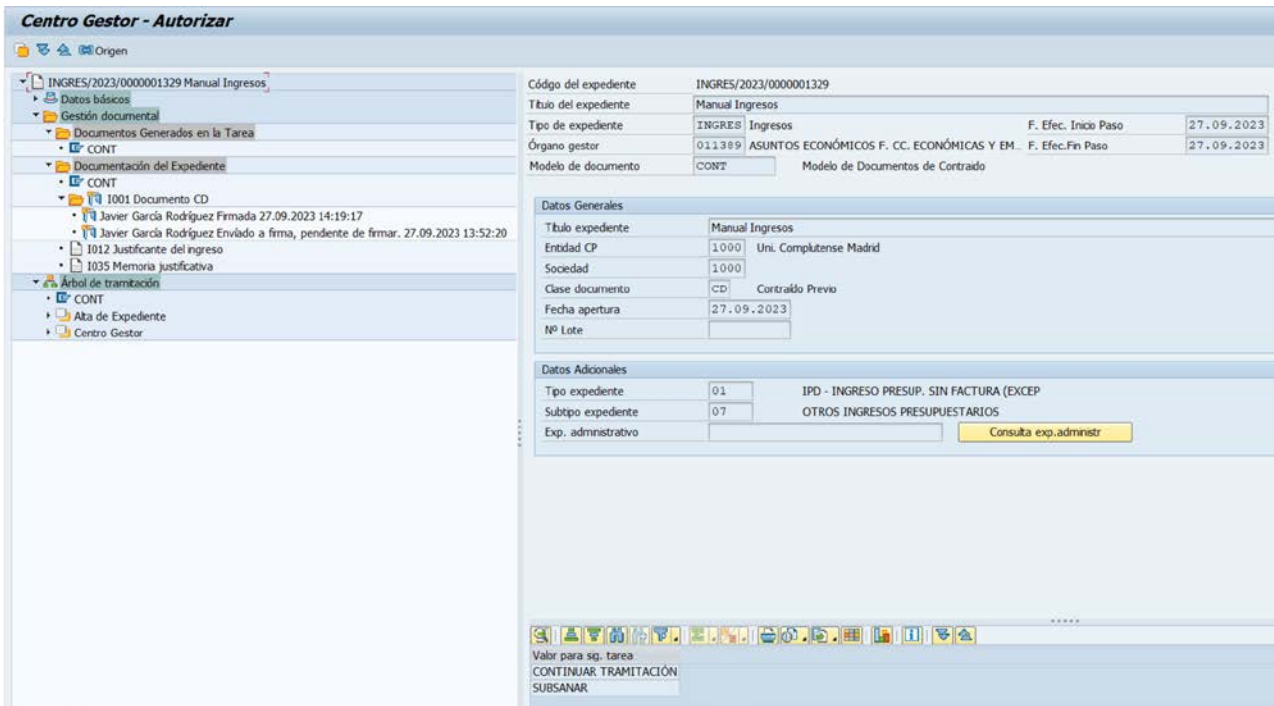 Centro Gestor - Autorizar
Origen
INGRES/2023/0000001329 Manual Ingresos
Datos básicos
Gestión documental
Documentos Generados en la Tarea
CONT
Documentación del Expediente
CONT
I001 Documento CD
Javier García Rodríguez Firmada 27.09.2023 14:19:17
Javier García Rodríguez Envíado a firma, pendente de firmar. 27.09.2023 13:52:20
I012 Justificante del ingreso
I035 Memoria justificativa
Árbol de tramitación
CONT
Alta de Expediente
Centro Gestor
Código del expediente INGRES/2023/0000001329
Título del expediente Manual Ingresos
Tipo de expediente INGRES Ingresos F. Efec. Inicio Paso 27.09.2023
Órgano gestor 011389 ASUNTOS ECONÓMICOS F. CC. ECONÓMICAS Y EM... F. Efec.Fin Paso 27.09.2023
Modelo de documento CONT Modelo de Documentos de Contraido
Datos Generales
Título expediente Manual Ingresos
Entidad CP 1000 Uni. Complutense Madrid
Sociedad 1000
Clase documento CD Contraído Previo
Fecha apertura 27.09.2023
Nº Lote
Datos Adicionales
Tipo expediente 01 IPD - INGRESO PRESUP. SIN FACTURA (EXCEP
Subtipo expediente 07 OTROS INGRESOS PRESUPUESTARIOS
Exp. administrativo Consulta exp.administr
Valor para sig. tarea
CONTINUAR TRAMITACIÓN
SUBSANAR